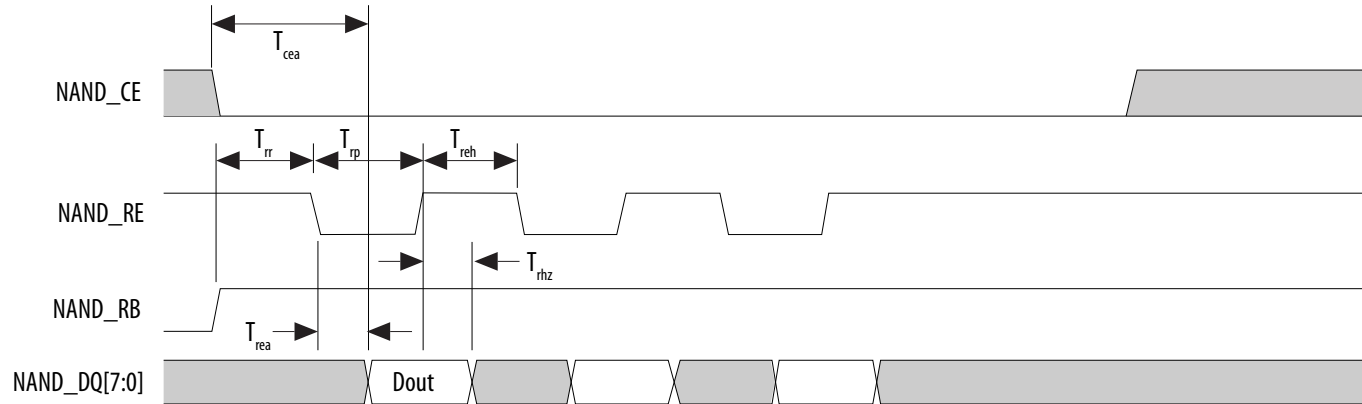 Tcea
NAND_CE
Trr
Trp
Treh
NAND_RE
Trhz
NAND_RB
Trea
NAND_DQ[7:0]
Dout